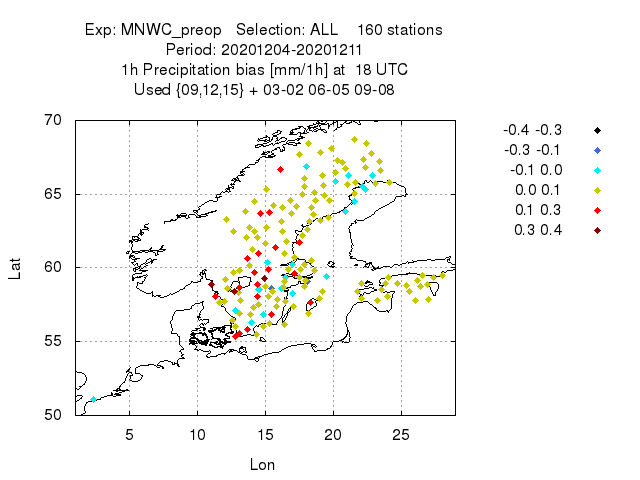 Exp: MNWC_preop Selection: ALL 160 stations
Period: 20201204-20201211
1h Precipitation bias [mm/1h] at 18 UTC
Used {09,12,15} + 03-02 06-05 09-08
70
65
60
55
50
Lat
5 10 15 20 25
Lon
-0.4 -0.3
-0.3 -0.1
-0.1 0.0
0.0 0.1
0.1 0.3
0.3 0.4